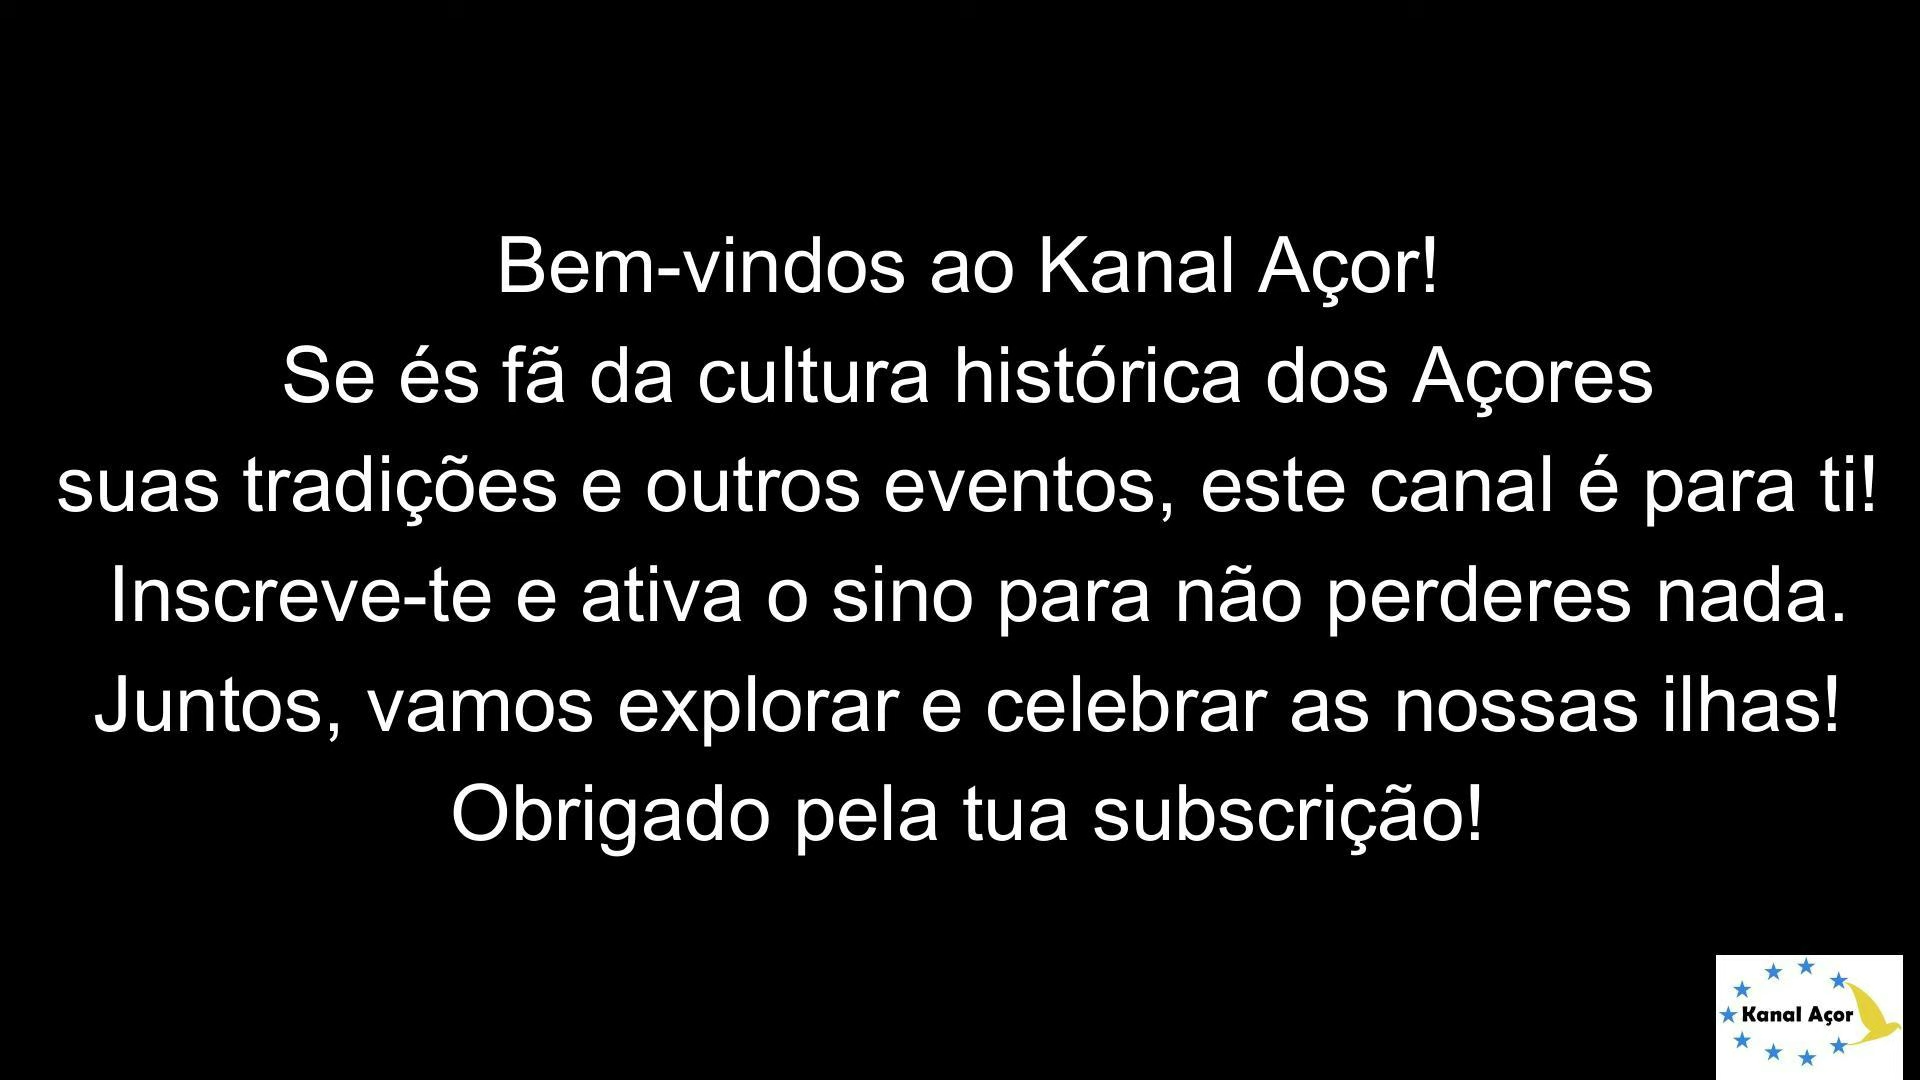 Bem-vindos ao Kanal Açor!
Se és fã da cultura histórica dos Açores
suas tradições e outros eventos, este canal é para ti!
Inscreve-te e ativa o sino para não perderes nada.
Juntos, vamos explorar e celebrar as nossas ilhas!
Obrigado pela tua subscrição!
Kanal Açor